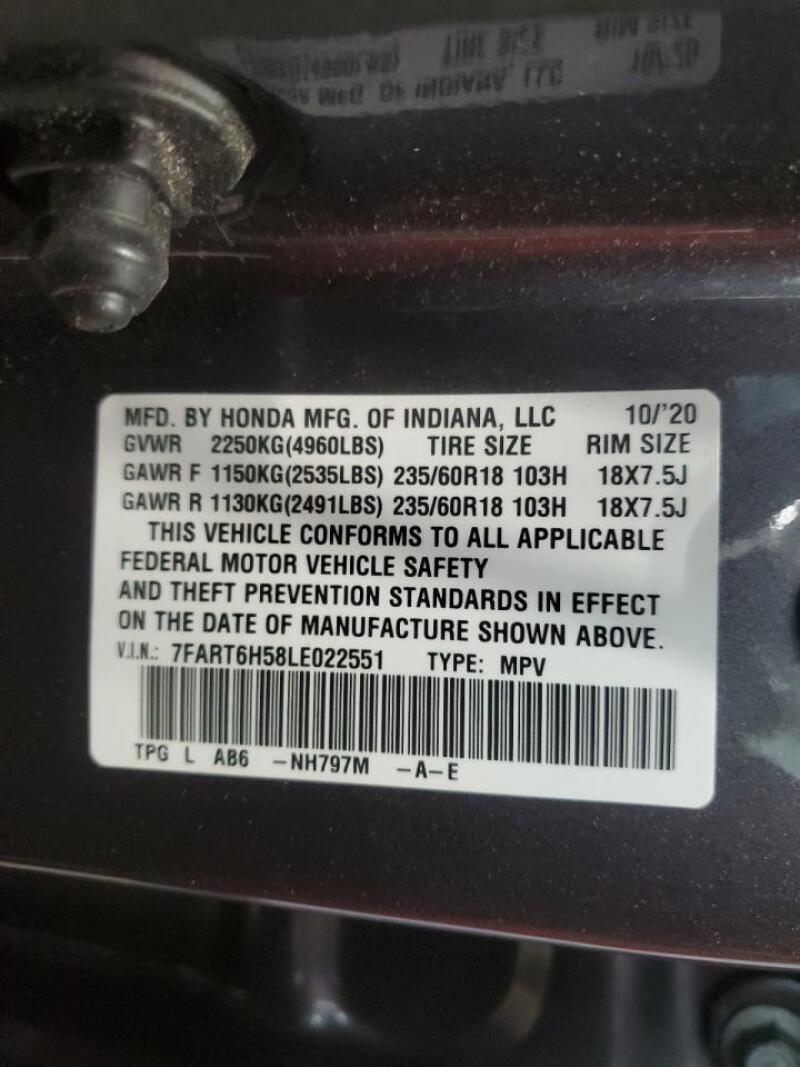 MFD. BY HONDA MFG. OF INDIANA, LLC 10/'20
GVWR 2250KG(4960LBS) TIRE SIZE RIM SIZE
GAWR F 1150KG(2535LBS) 235/60R18 103H 18X7.5J
GAWR R 1130KG(2491LBS) 235/60R18 103H 18X7.5J
THIS VEHICLE CONFORMS TO ALL APPLICABLE
FEDERAL MOTOR VEHICLE SAFETY
AND THEFT PREVENTION STANDARDS IN EFFECT
ON THE DATE OF MANUFACTURE SHOWN ABOVE.
V.I.N.: 7FART6H58LE022551 TYPE: MPV
TPG L AB6 -NH797M -A-E